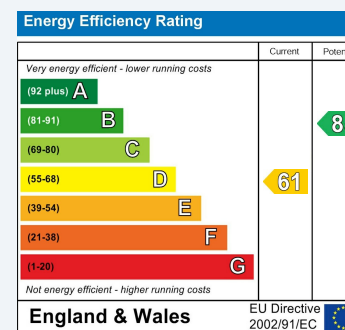 Energy Efficiency Rating
Current
Very energy efficient - lower running costs
(92 plus) A
(81-91) B
(69-80) C
(55-68) D
61
(39-54) E
(21-38) F
(1-20) G
Not energy efficient - higher running costs
England & Wales
EU Directive
2002/91/EC